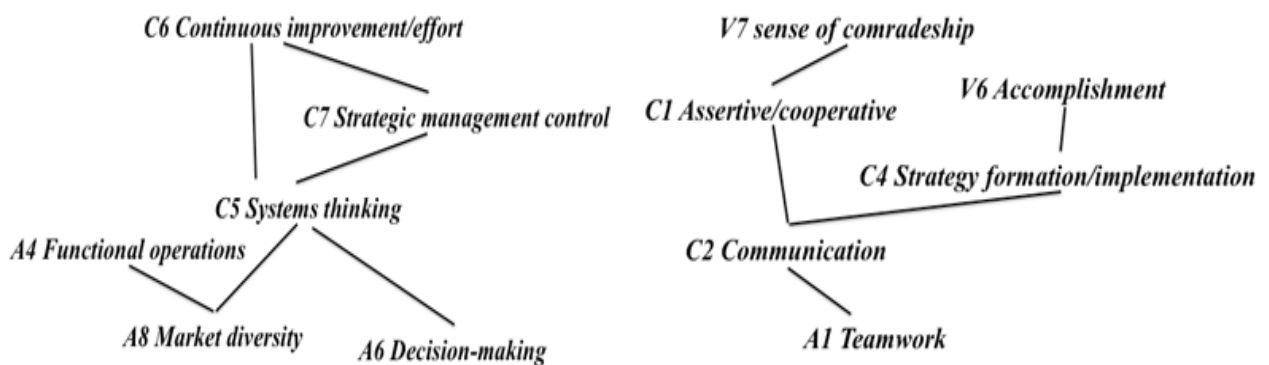 C6 Continuous improvement/effort
C7 Strategic management control
C5 Systems thinking
A4 Functional operations
A8 Market diversity
A6 Decision-making
V7 sense of comradeship
V6 Accomplishment
C1 Assertive/cooperative
C4 Strategy formation/implementation
C2 Communication
A1 Teamwork